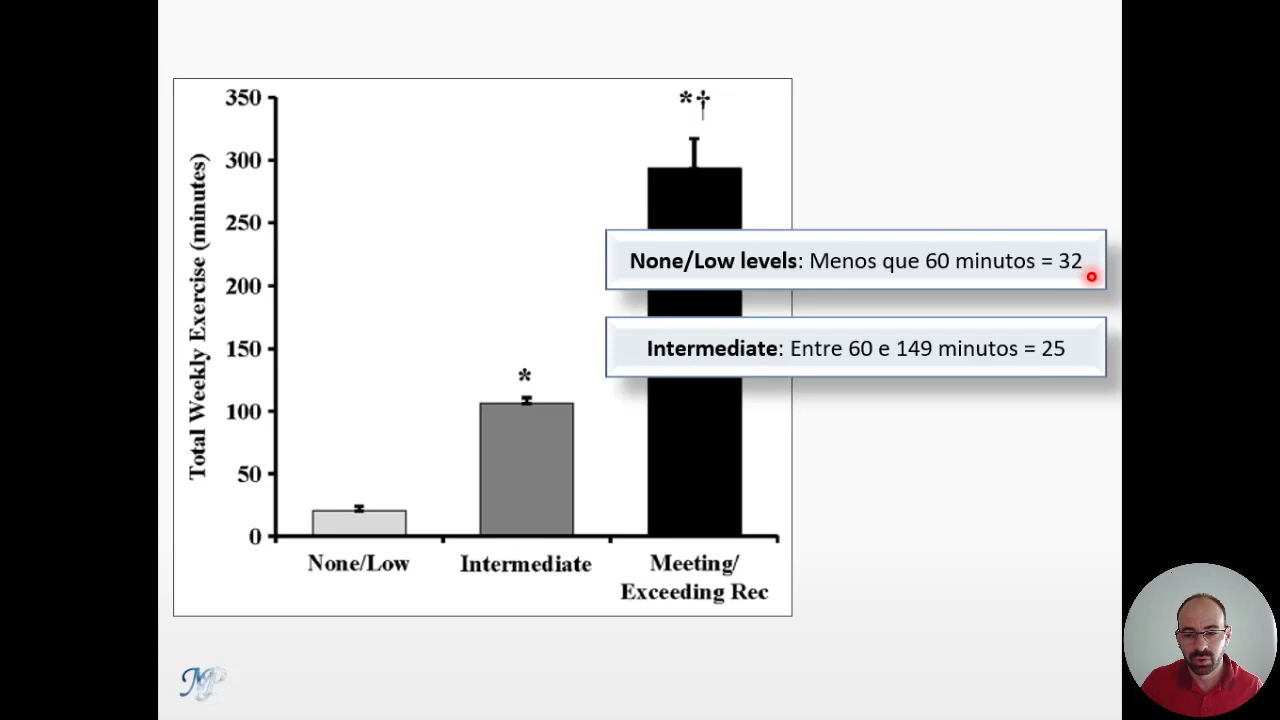 350
300
250
200
150
100
50
0
Total Weekly Exercise (minutes)
*
*†
None/Low
Intermediate
Meeting/
Exceeding Rec
None/Low levels: Menos que 60 minutos = 32
Intermediate: Entre 60 e 149 minutos = 25